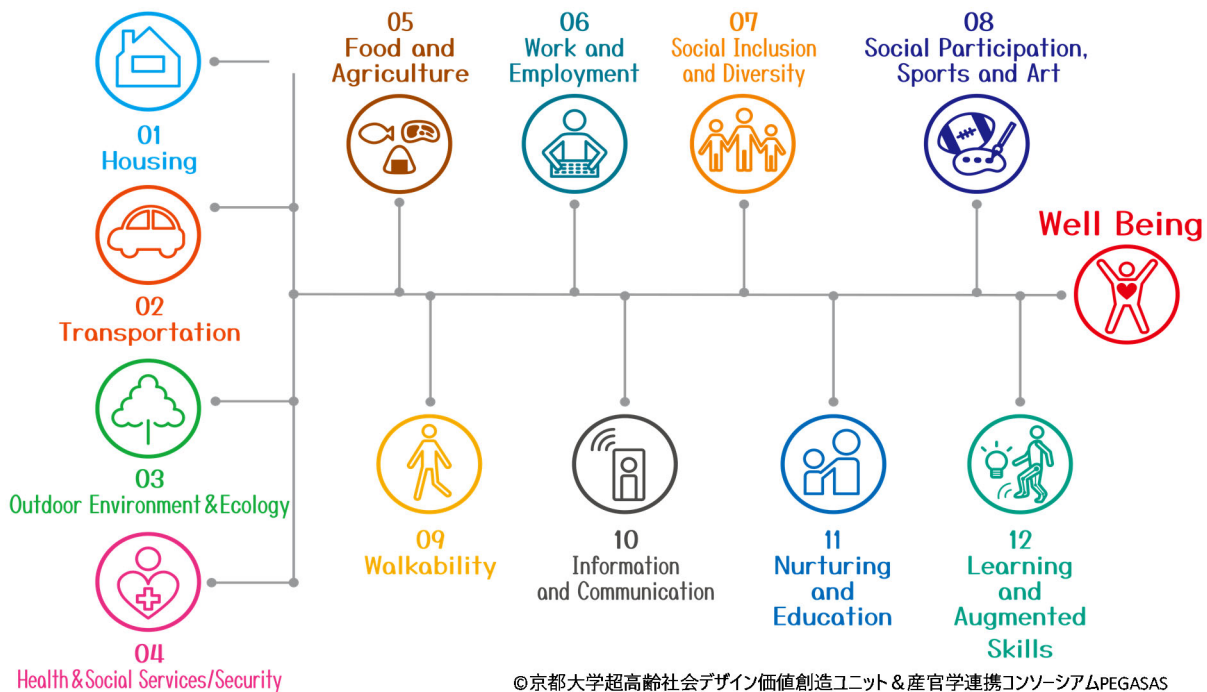 01
Housing
02
Transportation
03
Outdoor Environment&Ecology
04
Health&Social Services/Security
05
Food and
Agriculture
06
Work and
Employment
07
Social Inclusion
and Diversity
08
Social Participation,
Sports and Art
Well Being
09
Walkability
10
Information
and Communication
11
Nurturing
and
Education
12
Learning
and
Augmented
Skills
©京都大学超高齢社会デザイン価値創造ユニット&産官学連携コンソーシアムPEGASAS